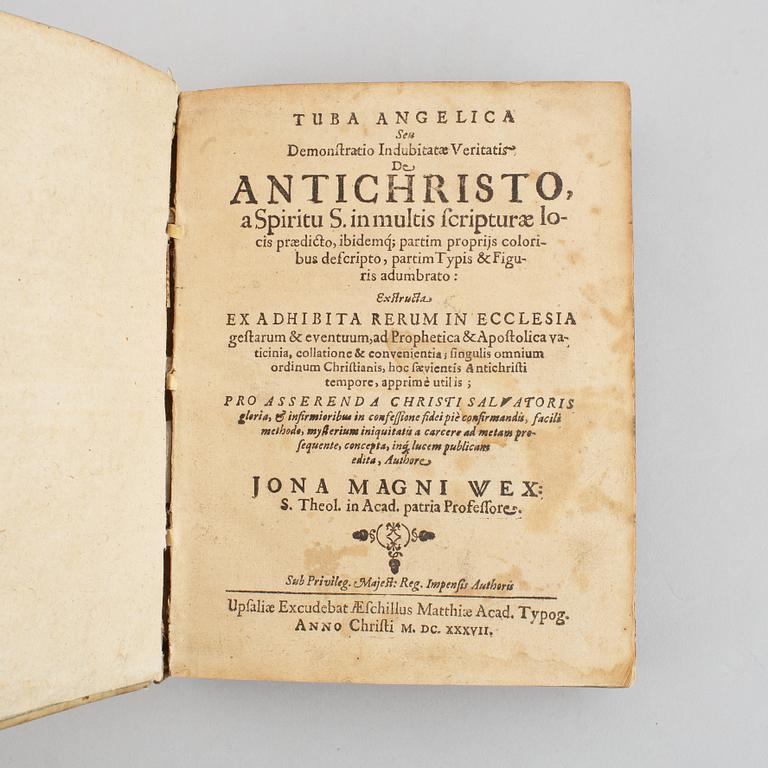 TUBA ANGELICA
Seu
Demonſtratio Indubitatæ Veritatis,
De
ANTICHRISTO,
a Spiritu S. in multis ſcripturæ lo-
cis prædicto, ibidemq́; partim proprijs colori-
bus deſcripto, partim Typis & Figu-
ris adumbrato:
Exſtructa
EX ADHIBITA RERUM IN ECCLESIA
geſtarum & eventuum, ad Prophetica & Apoſtolica va-
ticinia, collatione & convenientia; ſingulis omnium
ordinum Chriſtianis, hoc ſævientis Antichriſti
tempore, apprimè utilis;
PRO ASSERENDA CHRISTI SALVATORIS
gloria, & infirmioribus in confeſſione fidei piè confirmandis, facili
methodo, myſterium iniquitatis a carcere ad metam pro-
ſequente, concepta, inq́ lucem publicam
edita, Authore
JONA MAGNI WEX:
S. Theol. in Acad. patria Profeſſore.
Sub Privileg. Majeſt: Reg. Impenſis Authoris
Upſaliæ Excudebat Æſchillus Matthiæ Acad. Typog.
ANNO Chriſti M. DC. XXXVII.